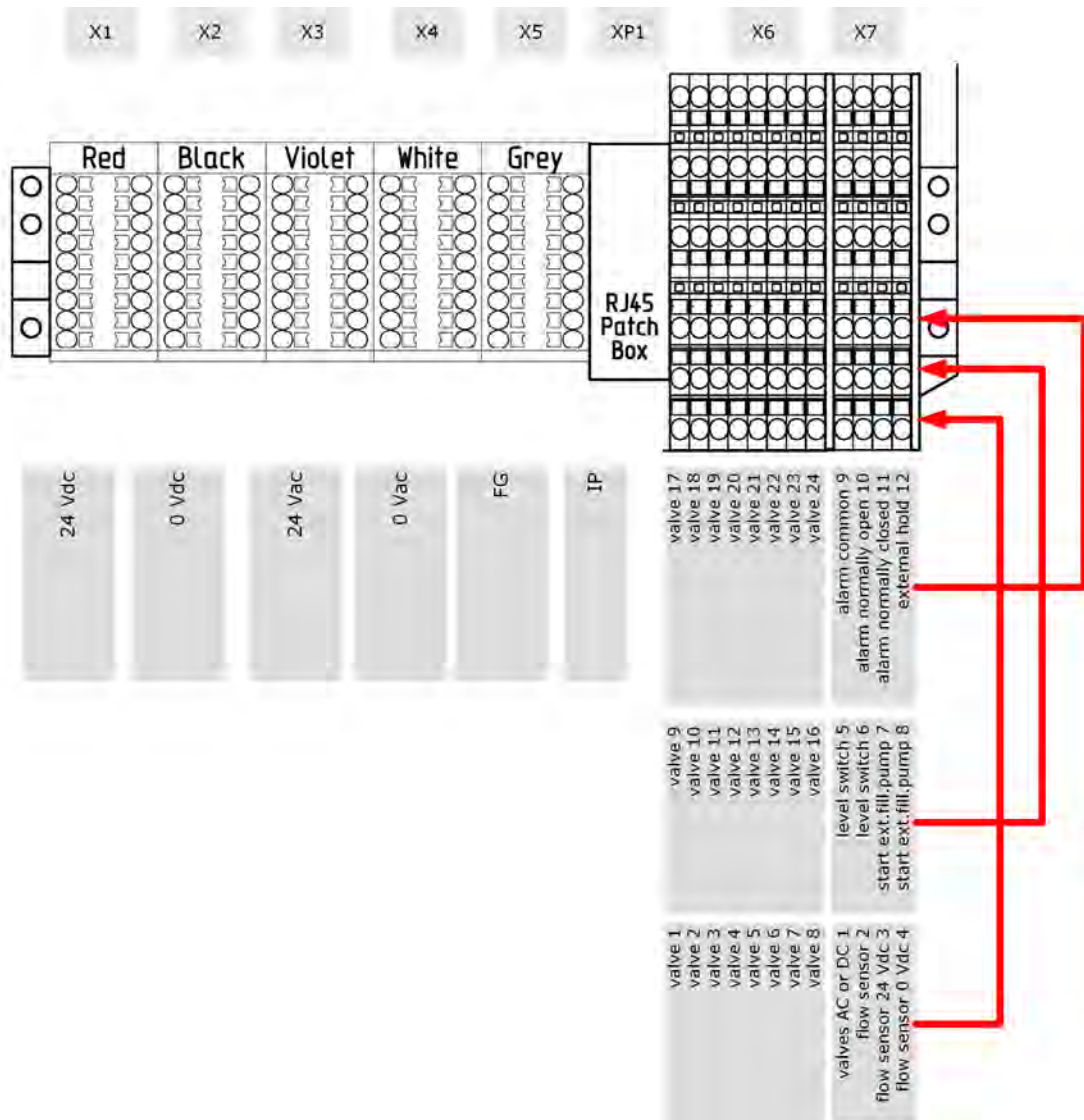 X1 X2 X3 X4 X5 XP1 X6 X7
Red Black Violet White Grey
RJ45
Patch
Box
24 Vdc
0 Vdc
24 Vac
0 Vac
FG
IP
valve 17
valve 18
valve 19
valve 20
valve 21
valve 22
valve 23
valve 24
alarm common 9
alarm normally open 10
alarm normally closed 11
external hold 12
valve 9
valve 10
valve 11
valve 12
valve 13
valve 14
valve 15
valve 16
level switch 5
level switch 6
start ext.fill.pump 7
start ext.fill.pump 8
valve 1
valve 2
valve 3
valve 4
valve 5
valve 6
valve 7
valve 8
valves AC or DC 1
flow sensor 2
flow sensor 24 Vdc 3
flow sensor 0 Vdc 4